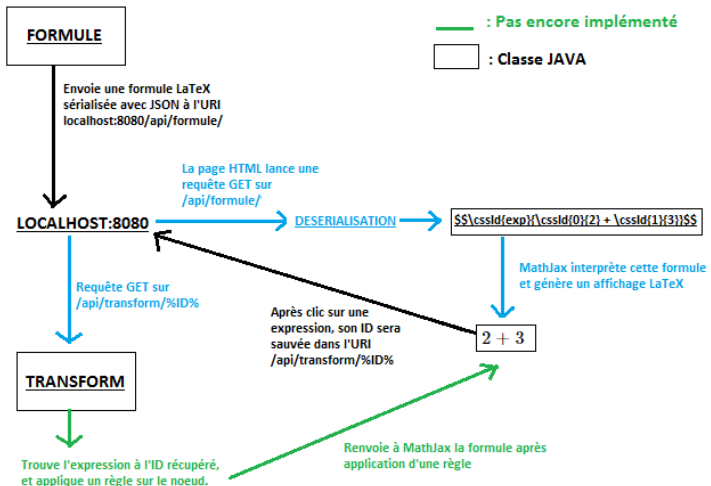 FORMULE
: Pas encore implémenté
: Classe JAVA
Envoie une formule LaTeX
sérialisée avec JSON à l'URI
localhost:8080/api/formule/
La page HTML lance une
requête GET sur
/api/formule/
LOCALHOST:8080
DESERIALISATION
$$\cssId{exp}{\cssId{0}{2} + \cssId{1}{3}}$$
Requête GET sur
/api/transform/%ID%
MathJax interprète cette formule
et génère un affichage LaTeX
Après clic sur une
expression, son ID sera
sauvée dans l'URI
/api/transform/%ID%
2 + 3
TRANSFORM
Trouve l'expression à l'ID récupéré,
et applique un règle sur le noeud.
Renvoie à MathJax la formule après
application d'une règle